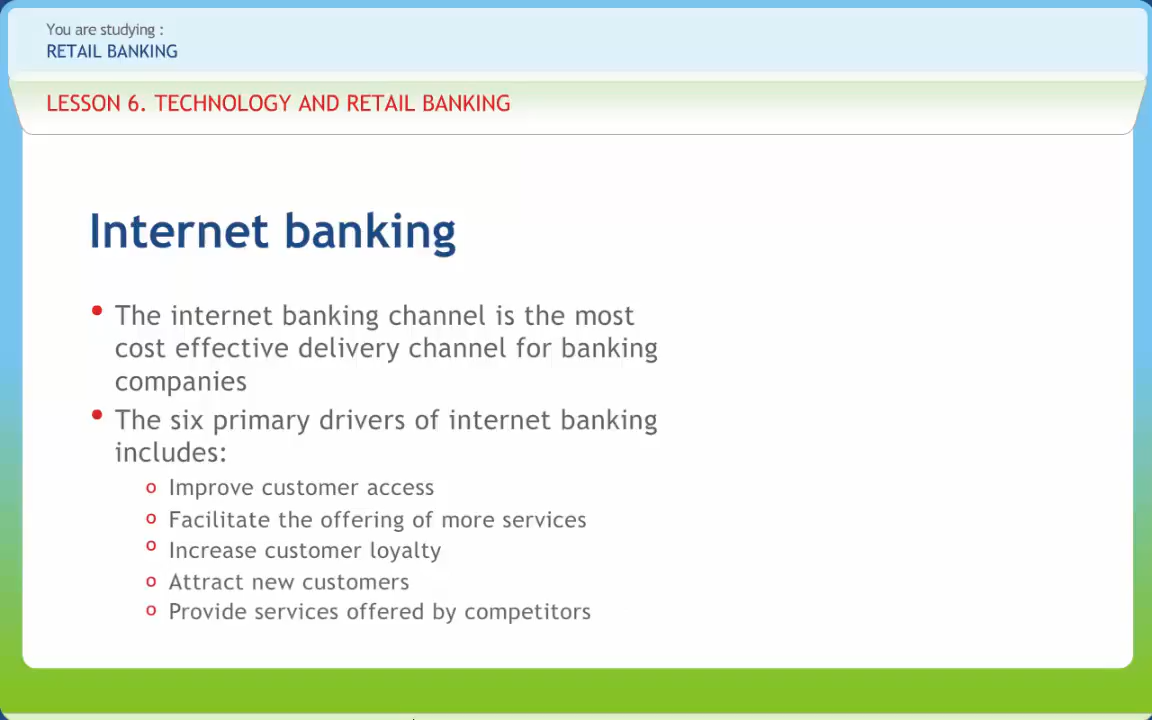 You are studying :
RETAIL BANKING
LESSON 6. TECHNOLOGY AND RETAIL BANKING
Internet banking
• The internet banking channel is the most
cost effective delivery channel for banking
companies
• The six primary drivers of internet banking
includes:
o Improve customer access
o Facilitate the offering of more services
o Increase customer loyalty
o Attract new customers
o Provide services offered by competitors